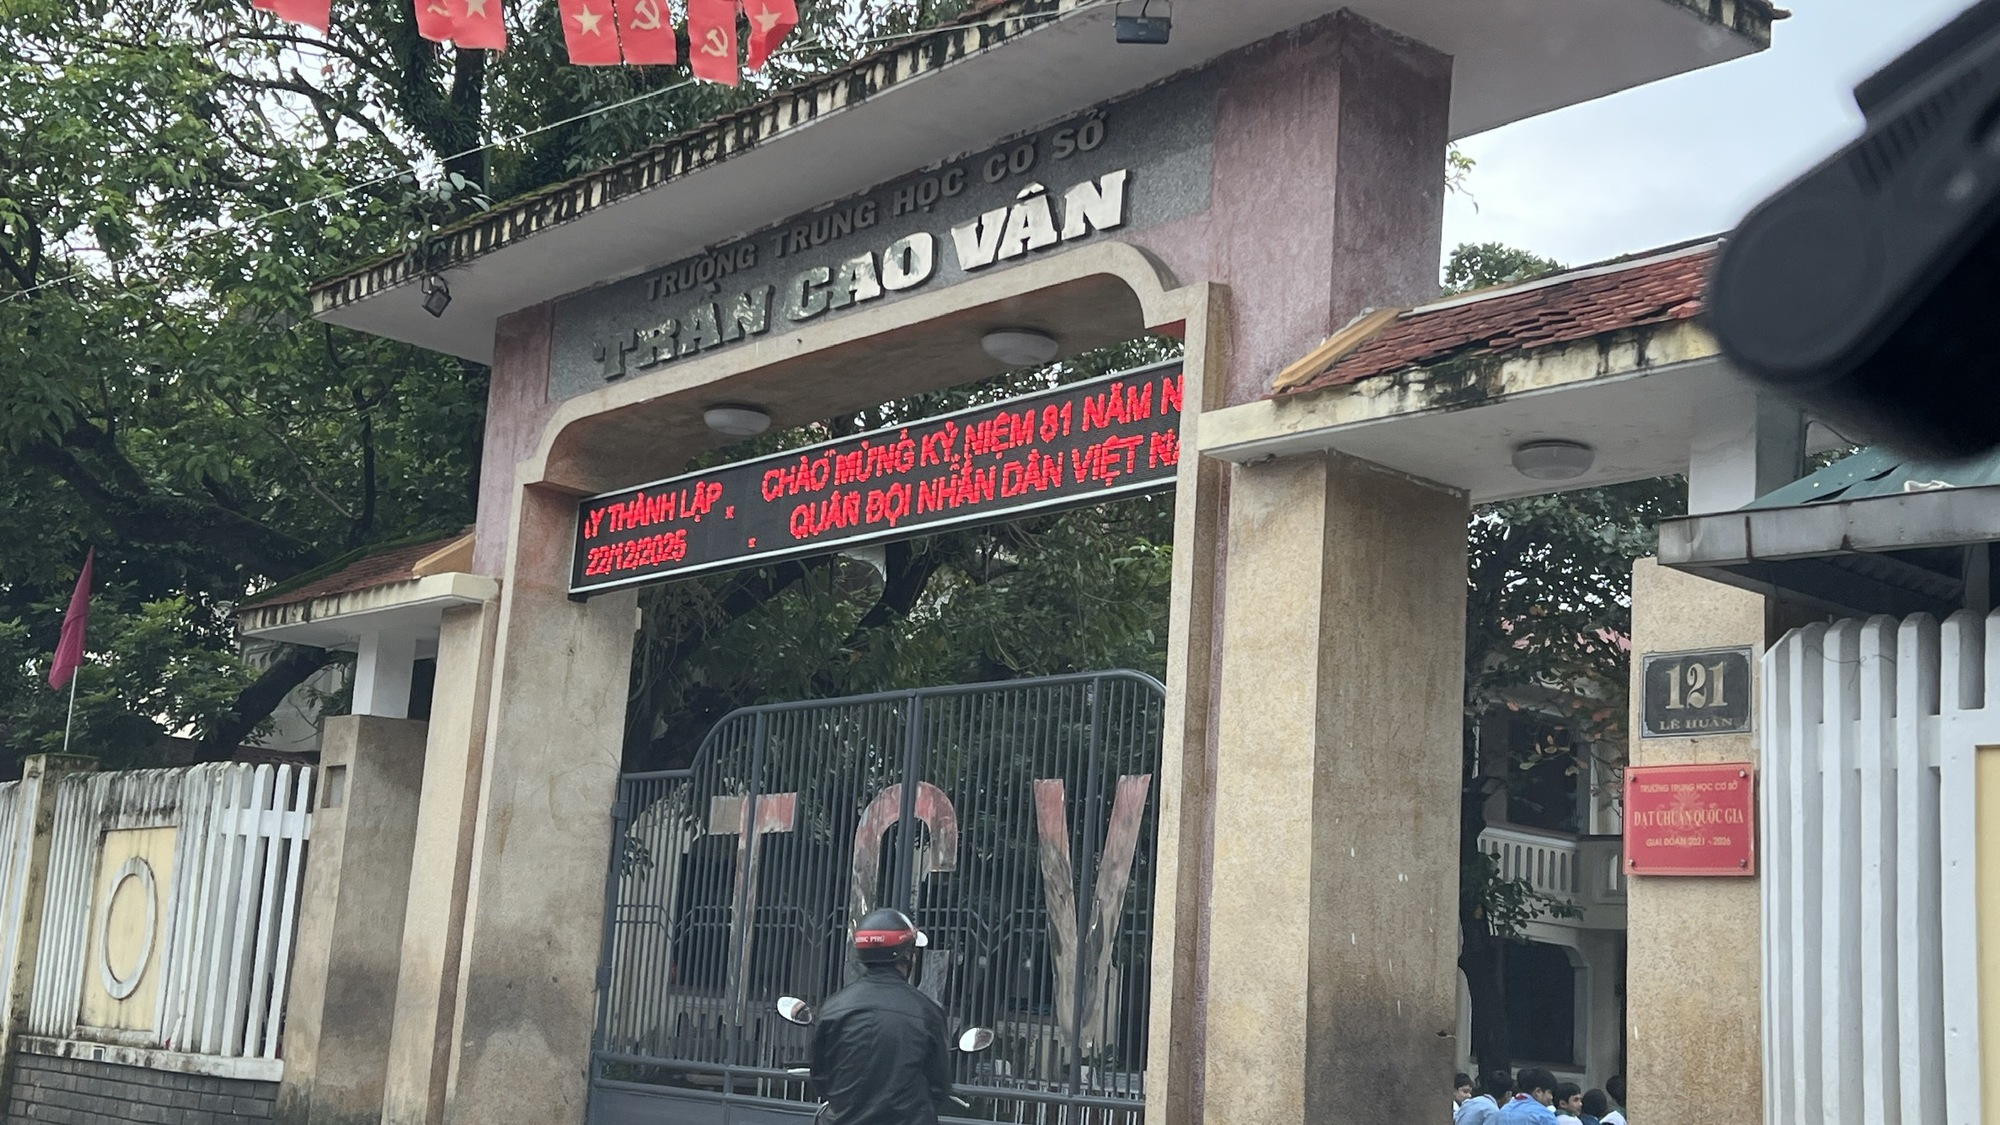 TRƯỜNG TRUNG HỌC CƠ SỞ
TRẦN CAO VÂN
LY THÀNH LẬP * CHÀO MỪNG KỶ NIỆM 81 NĂM N
22/12/2025 * QUÂN ĐỘI NHÂN DÂN VIỆT NA
TCV
121
LÊ HUÂN
TRƯỜNG TRUNG HỌC CƠ SỞ
ĐẠT CHUẨN QUỐC GIA
GIAI ĐOẠN 2021 - 2026